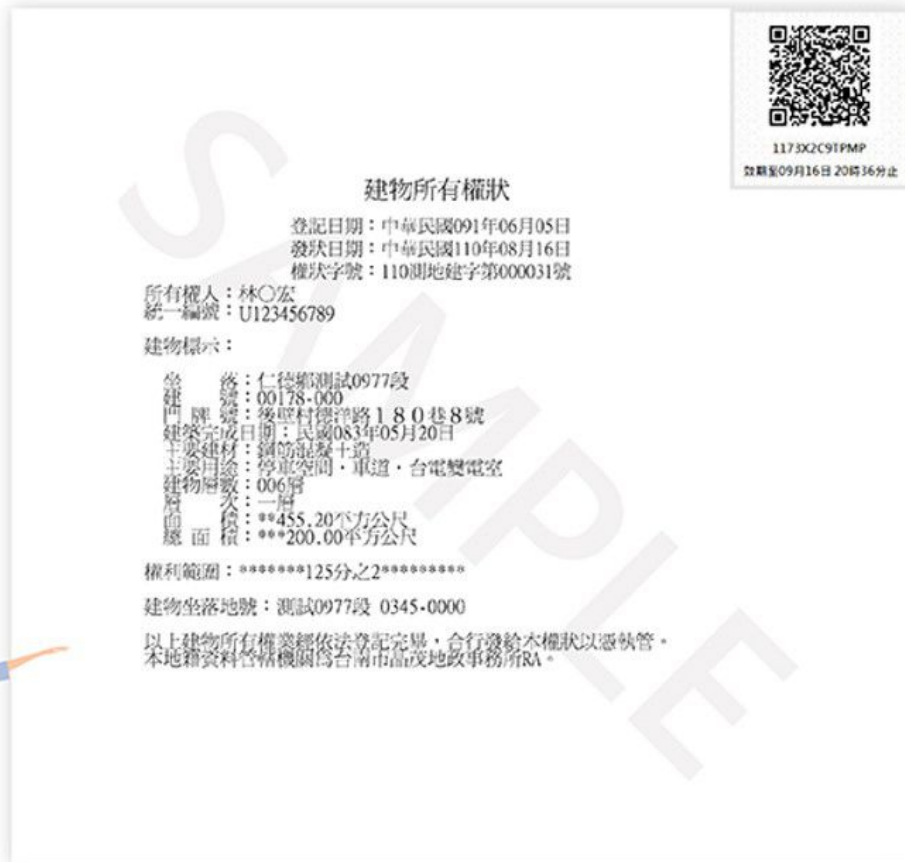 1173X2C9TPMP
效期至09月16日20時36分止
建物所有權狀
登記日期：中華民國091年06月05日
發狀日期：中華民國110年08月16日
權狀字號：110測地建字第000031號
所有權人：林○宏
統一編號：U123456789
建物標示：
坐　　落：仁德鄉測試0977段
建　　號：00178-000
門 牌 號：後壁村德洋路１８０巷８號
建築完成日期：民國083年05月20日
主要建材：鋼筋混凝土造
主要用途：停車空間．車道．台電變電室
建物層數：006層
層　　次：一層
面　　積：**455.20平方公尺
總 面 積：***200.00平方公尺
權利範圍：*******125分之2*********
建物坐落地號：測試0977段 0345-0000
以上建物所有權業經依法登記完畢，合行發給本權狀以憑執管。
本地籍資料管轄機關為台南市晶茂地政事務所RA。
SAMPLE